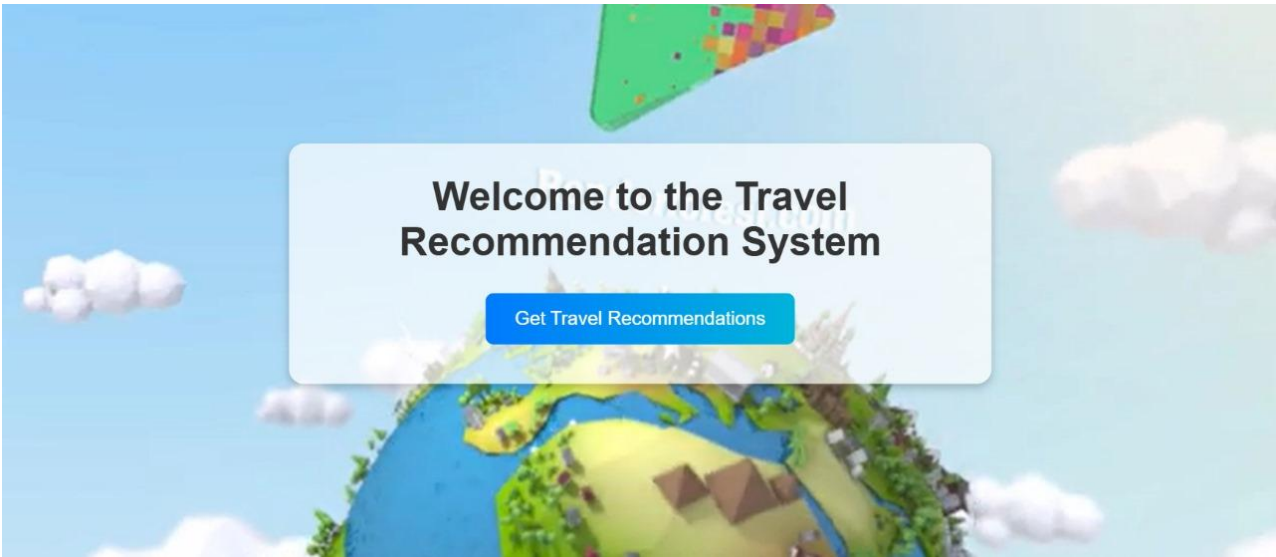 Welcome to the Travel
Recommendation System
Get Travel Recommendations